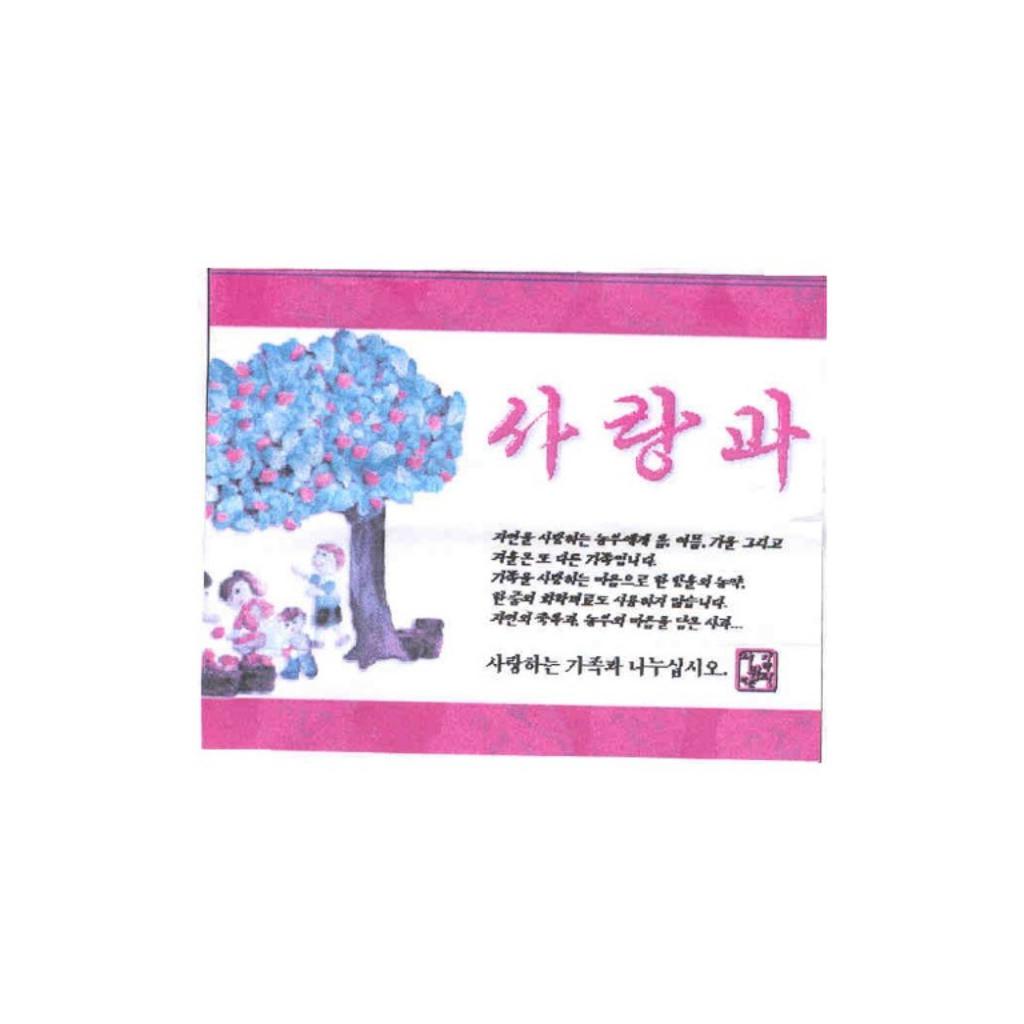 사랑과
자연을 사랑하는 농부에게 봄, 여름, 가을 그리고
겨울은 또 다른 가족입니다.
가족을 사랑하는 마음으로 한 방울의 농약,
한 줌의 화학비료도 사용하지 않습니다.
자연의 축복과, 농부의 마음을 담은 사과...
사랑하는 가족과 나누십시오.